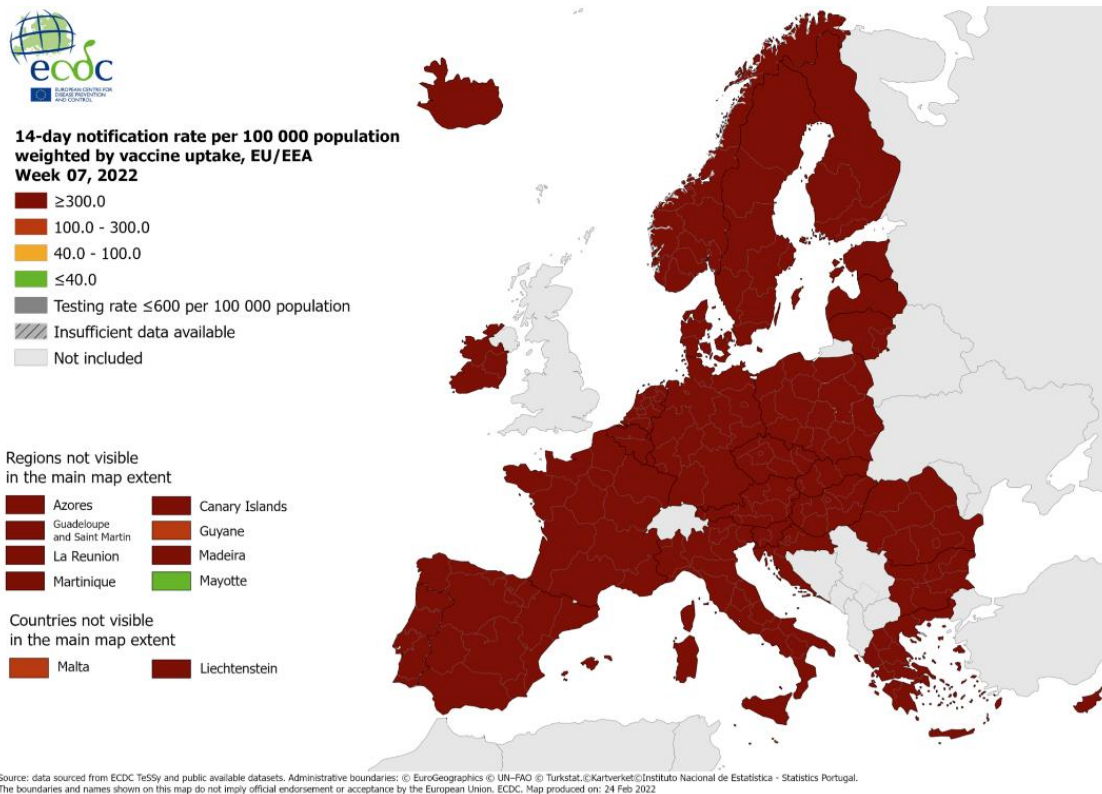 ecdc
EUROPEAN CENTRE FOR
DISEASE PREVENTION
AND CONTROL
14-day notification rate per 100 000 population
weighted by vaccine uptake, EU/EEA
Week 07, 2022
≥300.0
100.0 - 300.0
40.0 - 100.0
≤40.0
Testing rate ≤600 per 100 000 population
Insufficient data available
Not included
Regions not visible
in the main map extent
Azores
Canary Islands
Guadeloupe
and Saint Martin
Guyane
La Reunion
Madeira
Martinique
Mayotte
Countries not visible
in the main map extent
Malta
Liechtenstein
Source: data sourced from ECDC TeSSy and public available datasets. Administrative boundaries: © EuroGeographics © UN–FAO © Turkstat.©Kartverket©Instituto Nacional de Estatística - Statistics Portugal.
The boundaries and names shown on this map do not imply official endorsement or acceptance by the European Union. ECDC. Map produced on: 24 Feb 2022